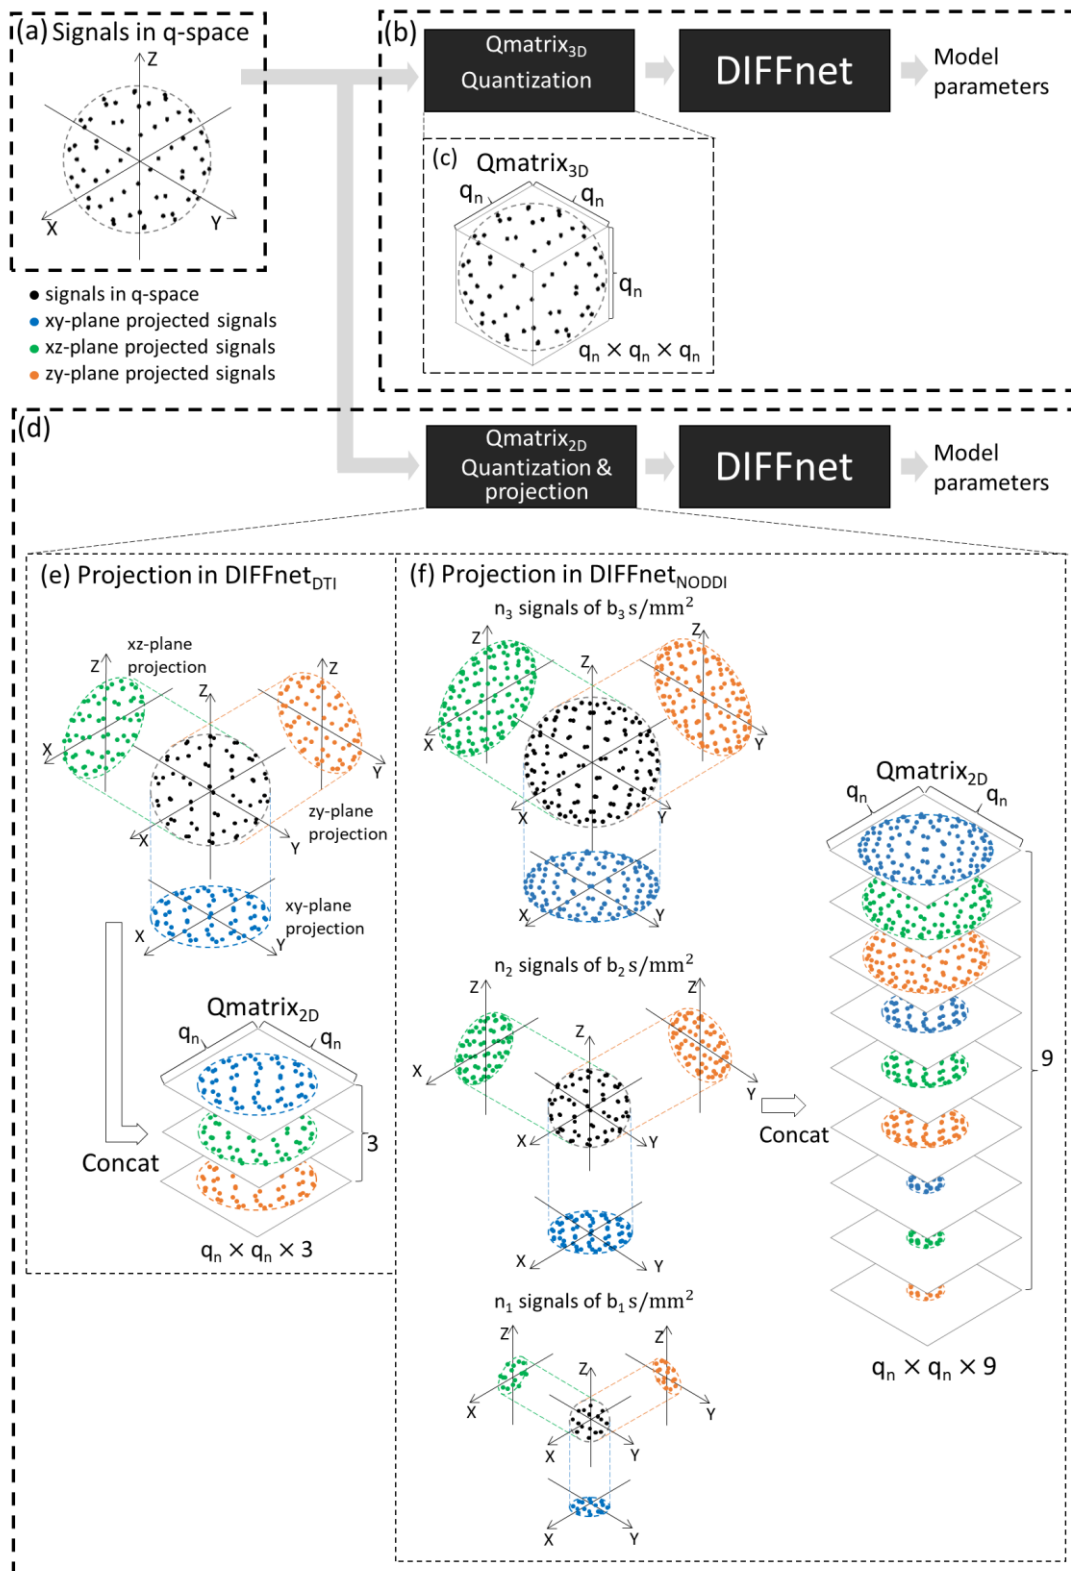 (a) Signals in q-space
Z
X
Y
signals in q-space
xy-plane projected signals
xz-plane projected signals
zy-plane projected signals
(b)
Qmatrix3D
Quantization
DIFFnet
Model
parameters
(c)
Qmatrix3D
qn
qn
qn
qn × qn × qn
(d)
Qmatrix2D
Quantization &
projection
DIFFnet
Model
parameters
(e) Projection in DIFFnetDTI
xz-plane
projection
Z
X
Z
Y
Z
X
Y
zy-plane
projection
xy-plane
projection
X
Y
Concat
Qmatrix2D
qn
qn
3
qn × qn × 3
(f) Projection in DIFFnetNODDI
n3 signals of b3 s/mm²
Z
X
Z
Y
Z
X
Y
X
Y
n2 signals of b2 s/mm²
Z
X
Z
Y
Z
X
Y
X
Y
n1 signals of b1 s/mm²
Z
X
Z
Y
Z
X
Y
X
Y
Concat
Qmatrix2D
qn
qn
9
qn × qn × 9